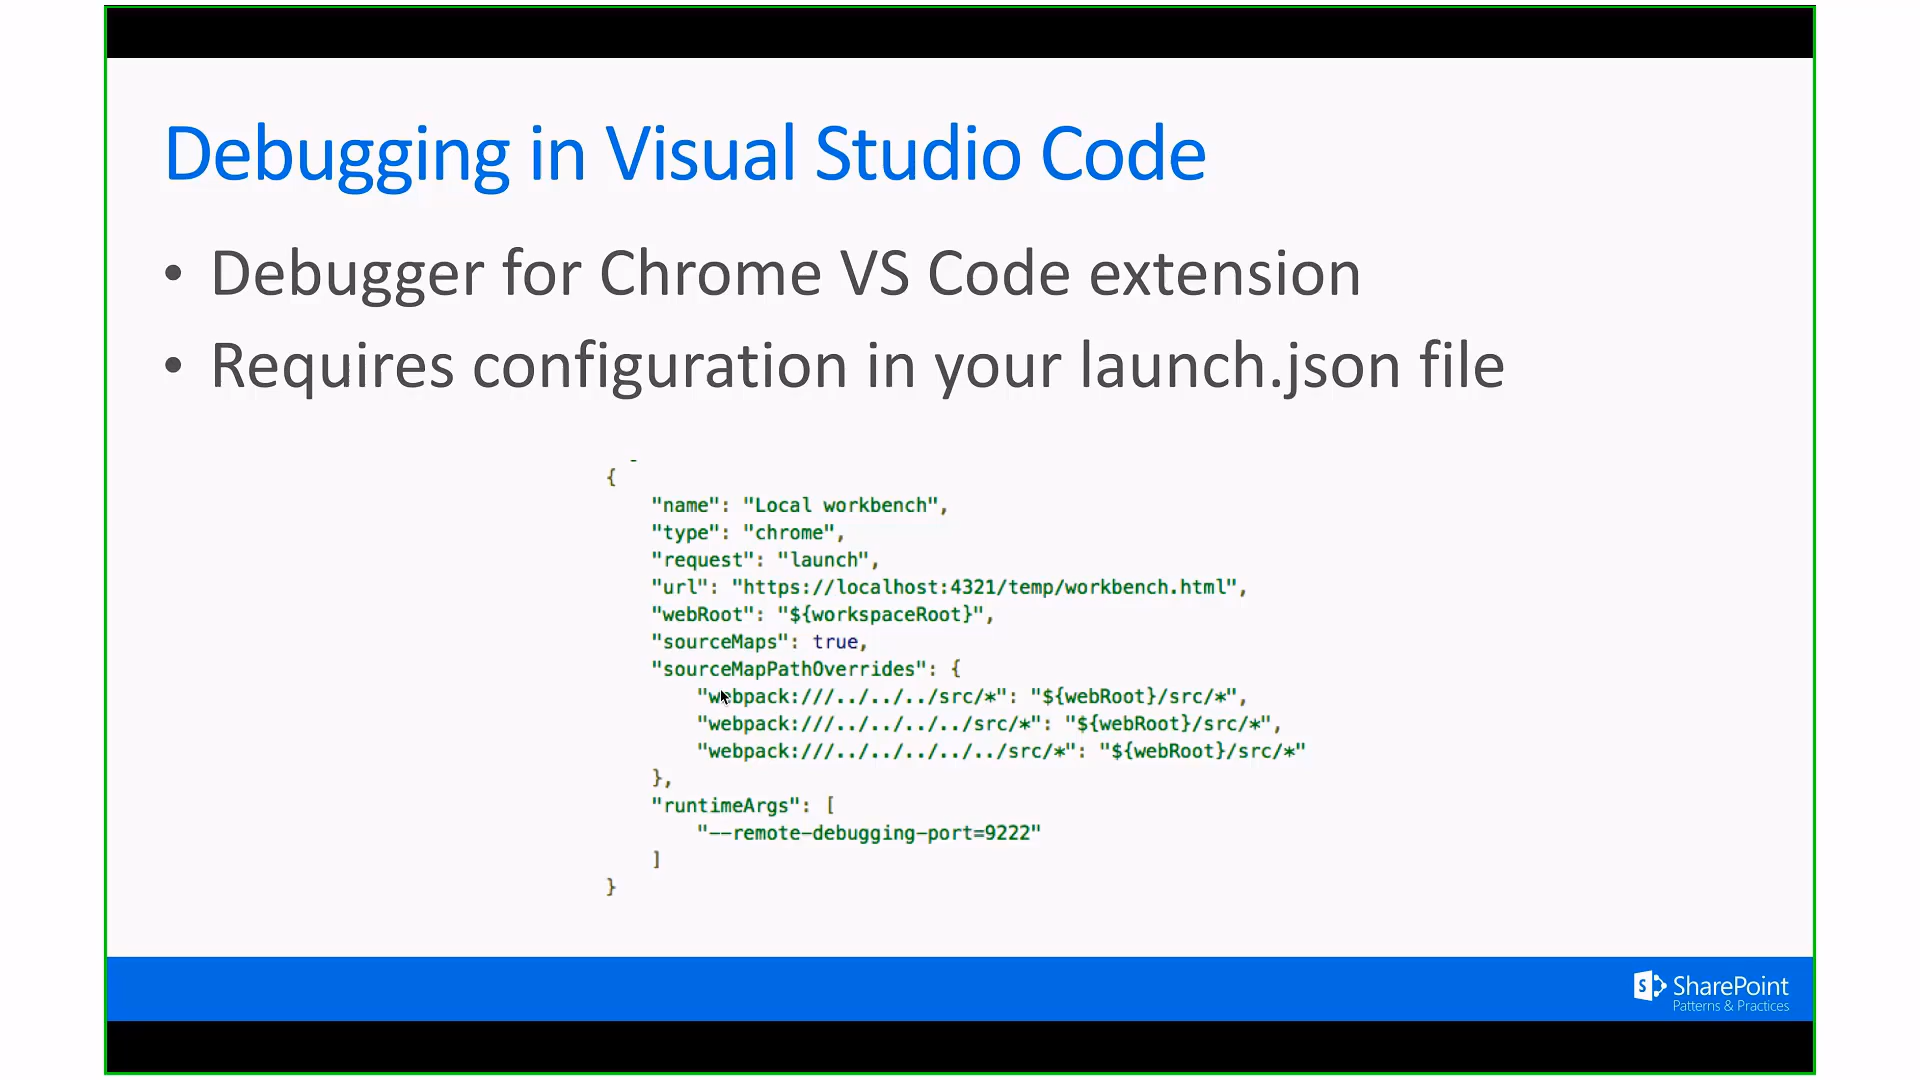 Debugging in Visual Studio Code
• Debugger for Chrome VS Code extension
• Requires configuration in your launch.json file
{
"name": "Local workbench",
"type": "chrome",
"request": "launch",
"url": "https://localhost:4321/temp/workbench.html",
"webRoot": "${workspaceRoot}",
"sourceMaps": true,
"sourceMapPathOverrides": {
"webpack:///../../../src/*": "${webRoot}/src/*",
"webpack:///../../../../src/*": "${webRoot}/src/*",
"webpack:///../../../../../src/*": "${webRoot}/src/*"
},
"runtimeArgs": [
"--remote-debugging-port=9222"
]
}
S SharePoint
Patterns & Practices